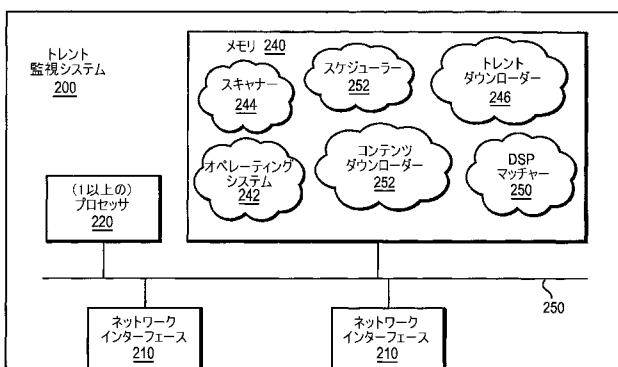 トレント
監視システム
200
メモリ 240
スキャナー
244
スケジューラー
252
トレント
ダウンローダー
246
オペレーティング
システム
242
コンテンツ
ダウンローダー
252
DSP
マッチャー
250
(1以上の)
プロセッサ
220
250
ネットワーク
インターフェース
210
ネットワーク
インターフェース
210